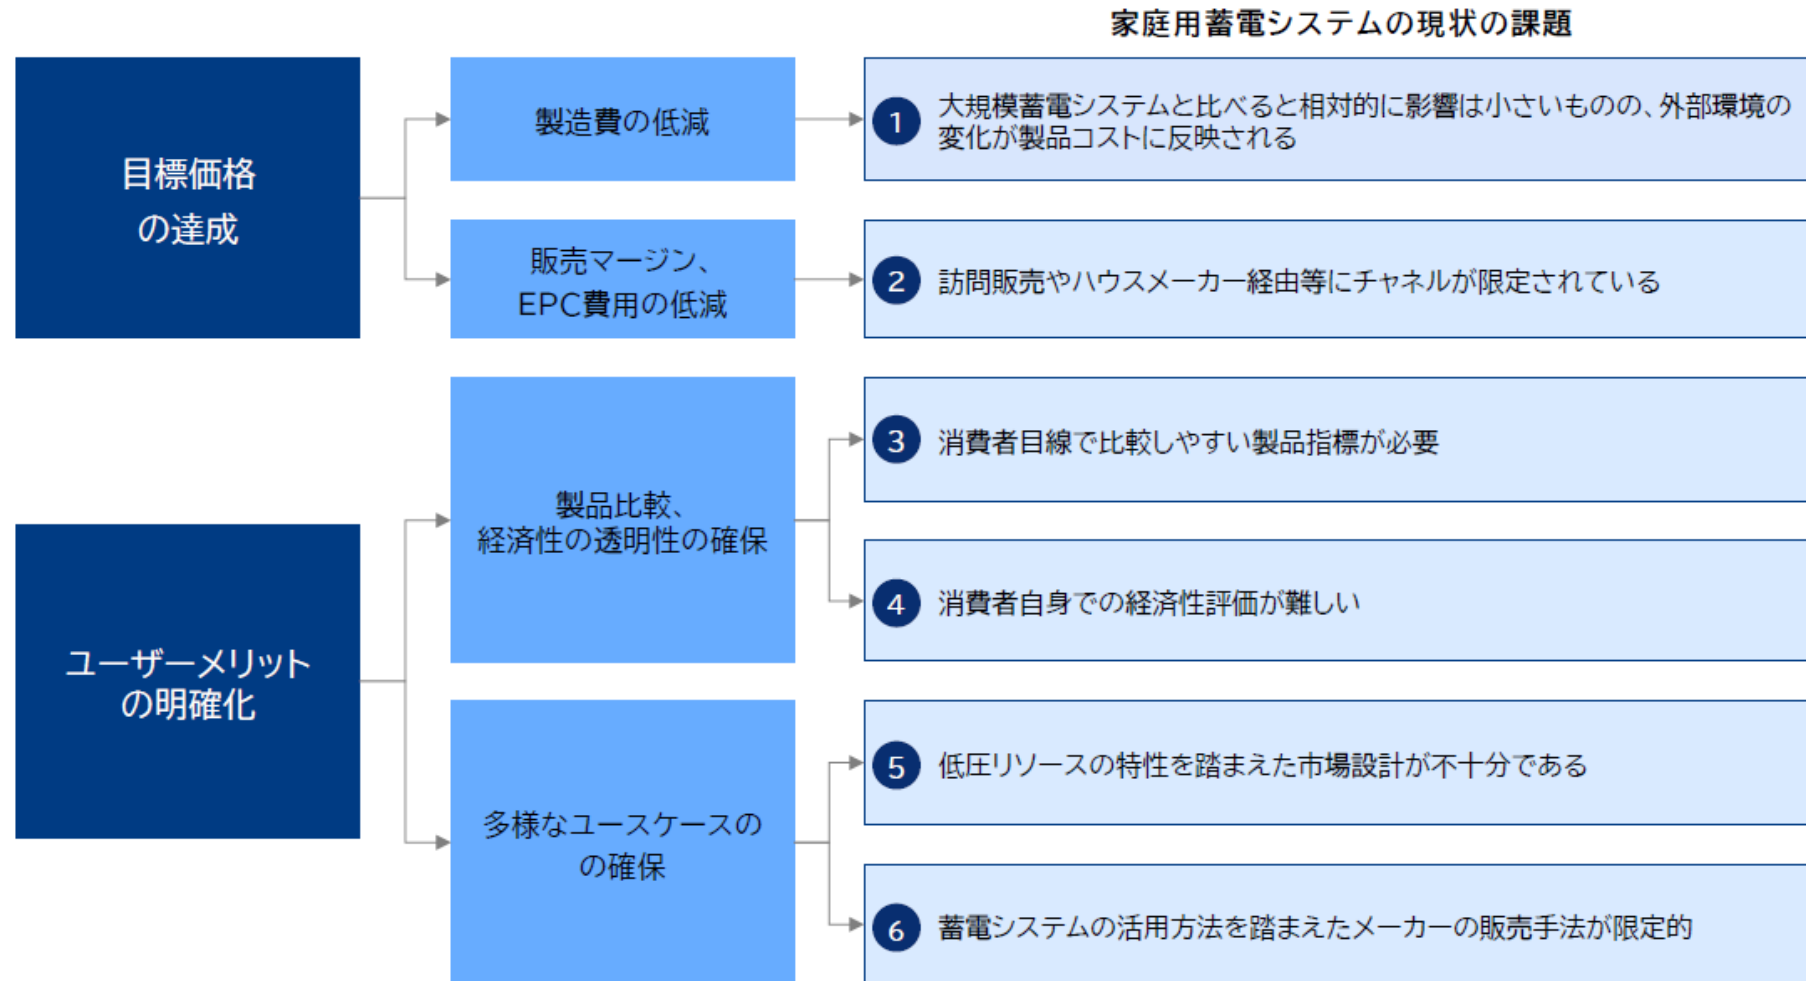 家庭用蓄電システムの現状の課題
目標価格
の達成
製造費の低減
1
大規模蓄電システムと比べると相対的に影響は小さいものの、外部環境の
変化が製品コストに反映される
販売マージン、
EPC費用の低減
2
訪問販売やハウスメーカー経由等にチャネルが限定されている
ユーザーメリット
の明確化
製品比較、
経済性の透明性の確保
3
消費者目線で比較しやすい製品指標が必要
4
消費者自身での経済性評価が難しい
多様なユースケースの
の確保
5
低圧リソースの特性を踏まえた市場設計が不十分である
6
蓄電システムの活用方法を踏まえたメーカーの販売手法が限定的